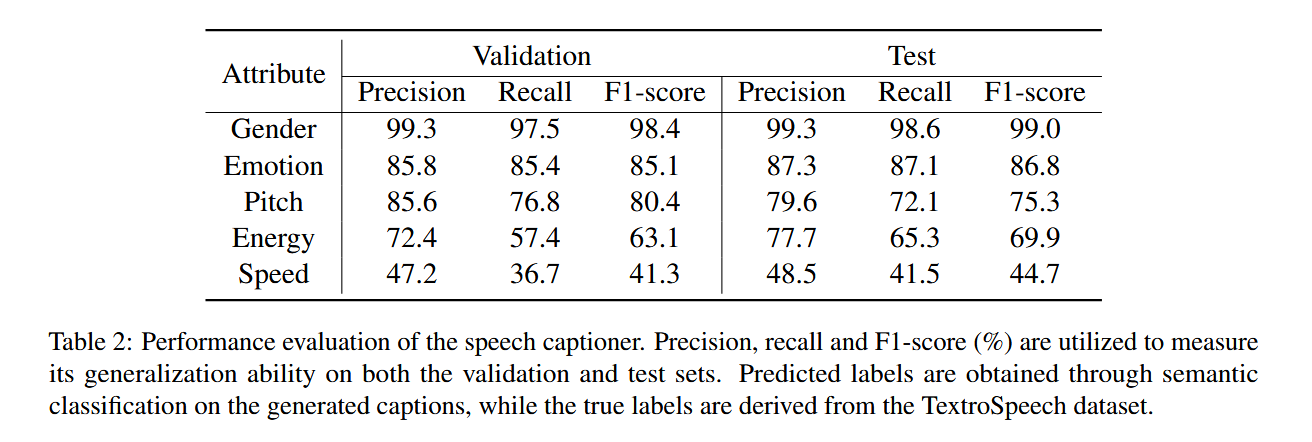 Attribute Validation Test
Precision Recall F1-score Precision Recall F1-score
Gender 99.3 97.5 98.4 99.3 98.6 99.0
Emotion 85.8 85.4 85.1 87.3 87.1 86.8
Pitch 85.6 76.8 80.4 79.6 72.1 75.3
Energy 72.4 57.4 63.1 77.7 65.3 69.9
Speed 47.2 36.7 41.3 48.5 41.5 44.7
Table 2: Performance evaluation of the speech captioner. Precision, recall and F1-score (%) are utilized to measure
its generalization ability on both the validation and test sets. Predicted labels are obtained through semantic
classification on the generated captions, while the true labels are derived from the TextroSpeech dataset.